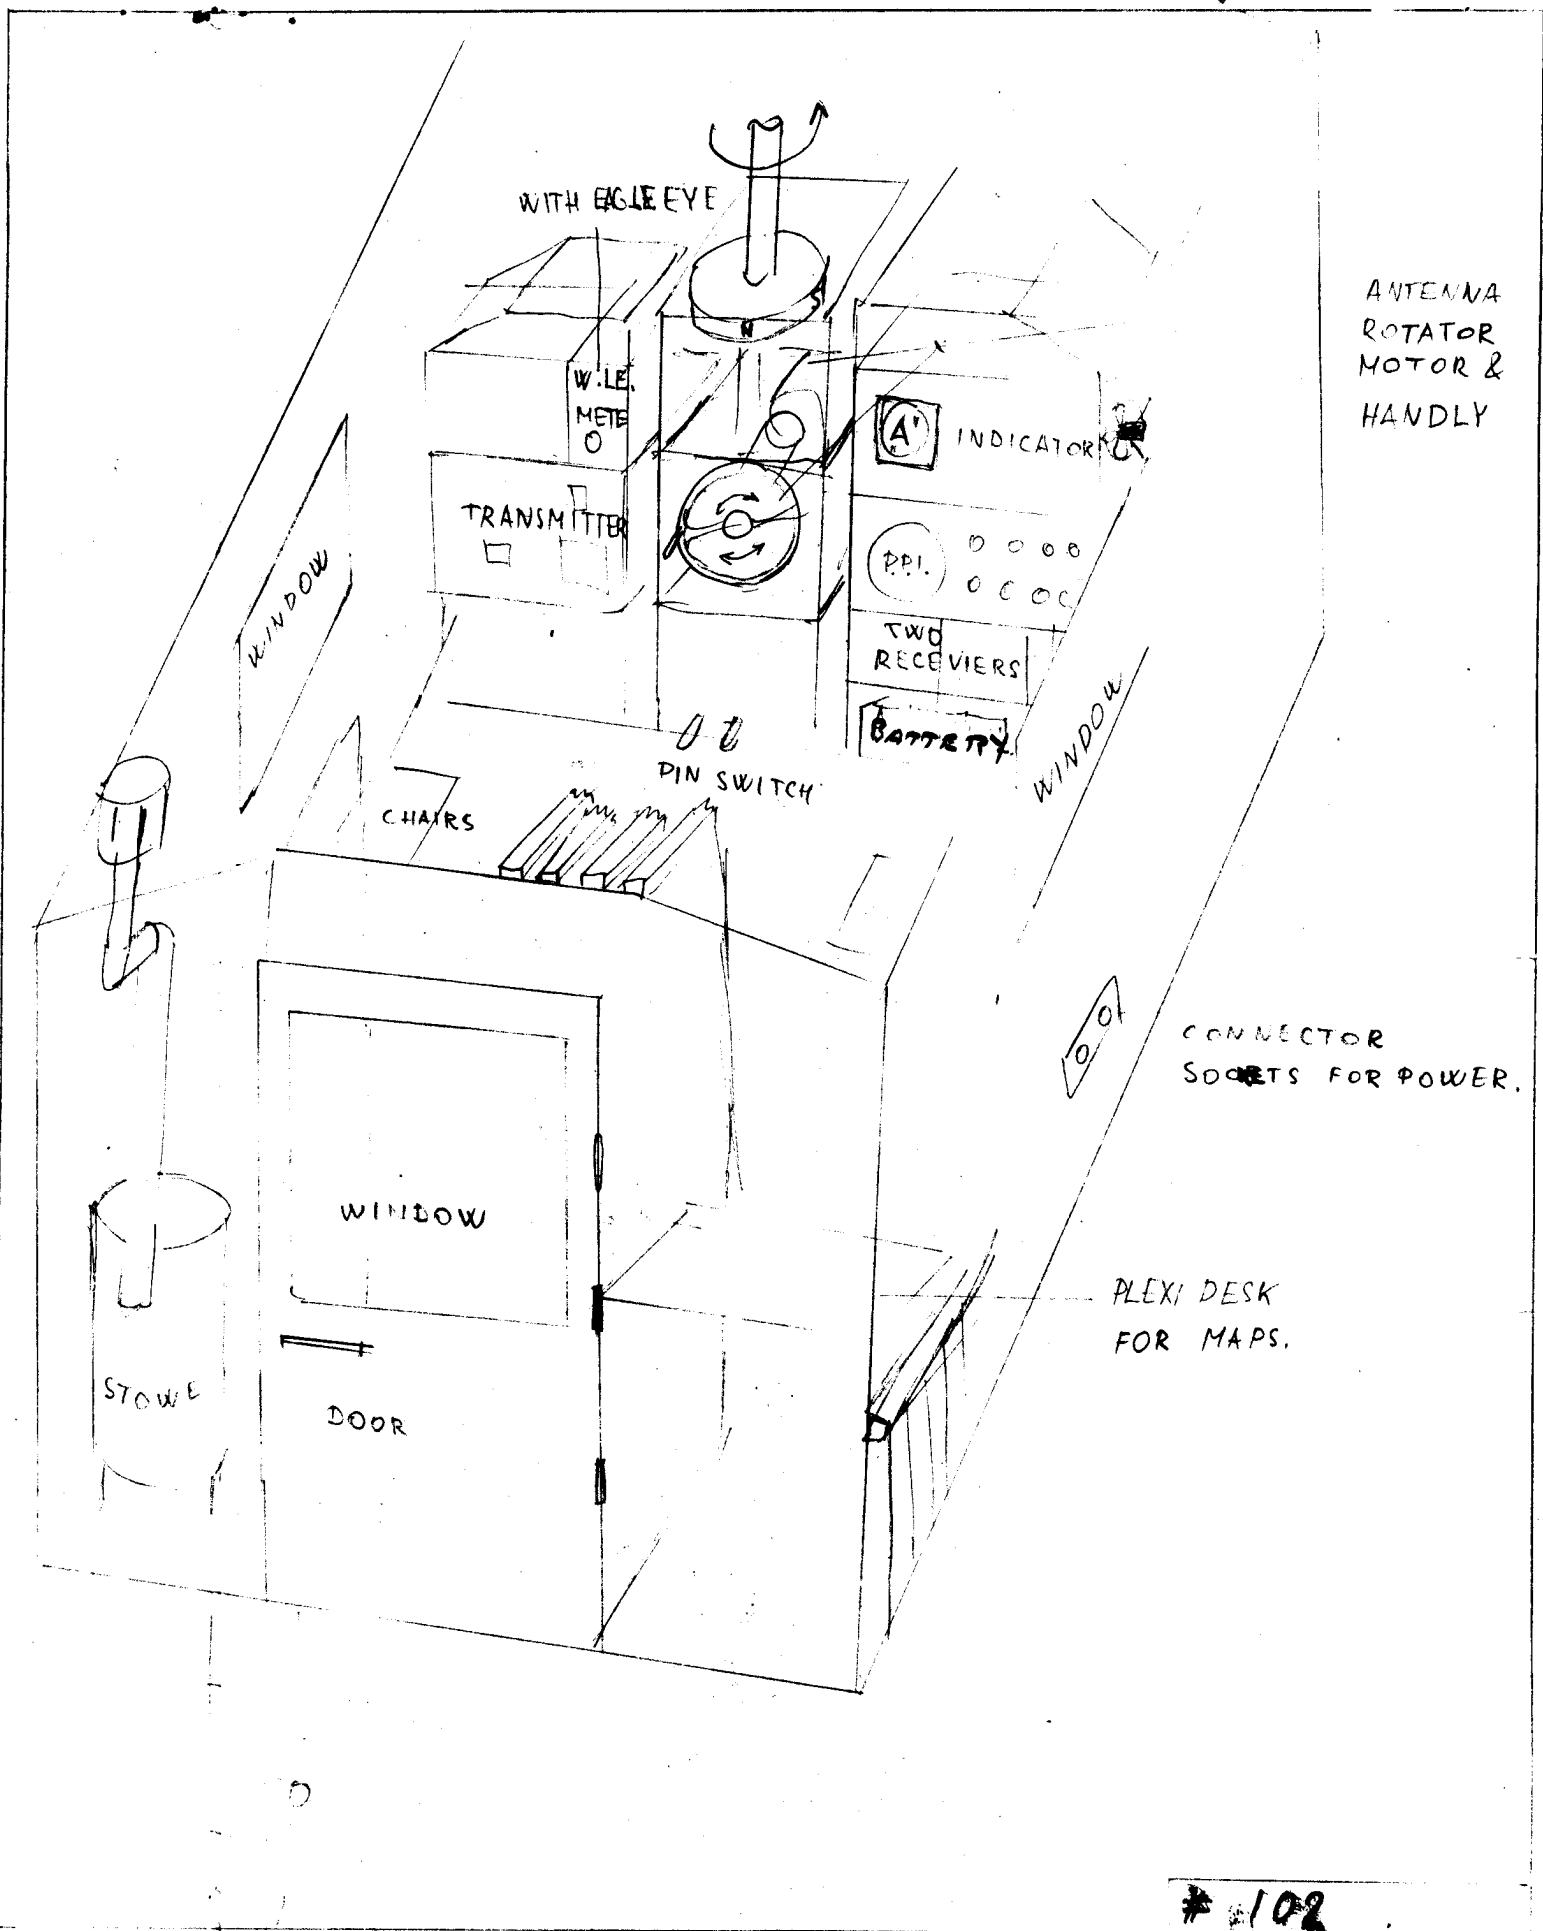 WITH EAGLE EYE
ANTENNA
ROTATOR
MOTOR &
HANDLY
S
N
W.LE.
METE
"A"
INDICATOR
TRANSMITTER
P.P.I.
WINDOW
TWO
RECEVIERS
BATTERY
WINDOW
PIN SWITCH
CHAIRS
CONNECTOR
SOCETS FOR POWER.
WINDOW
PLEXI DESK
FOR MAPS.
STOWE
DOOR
# 102